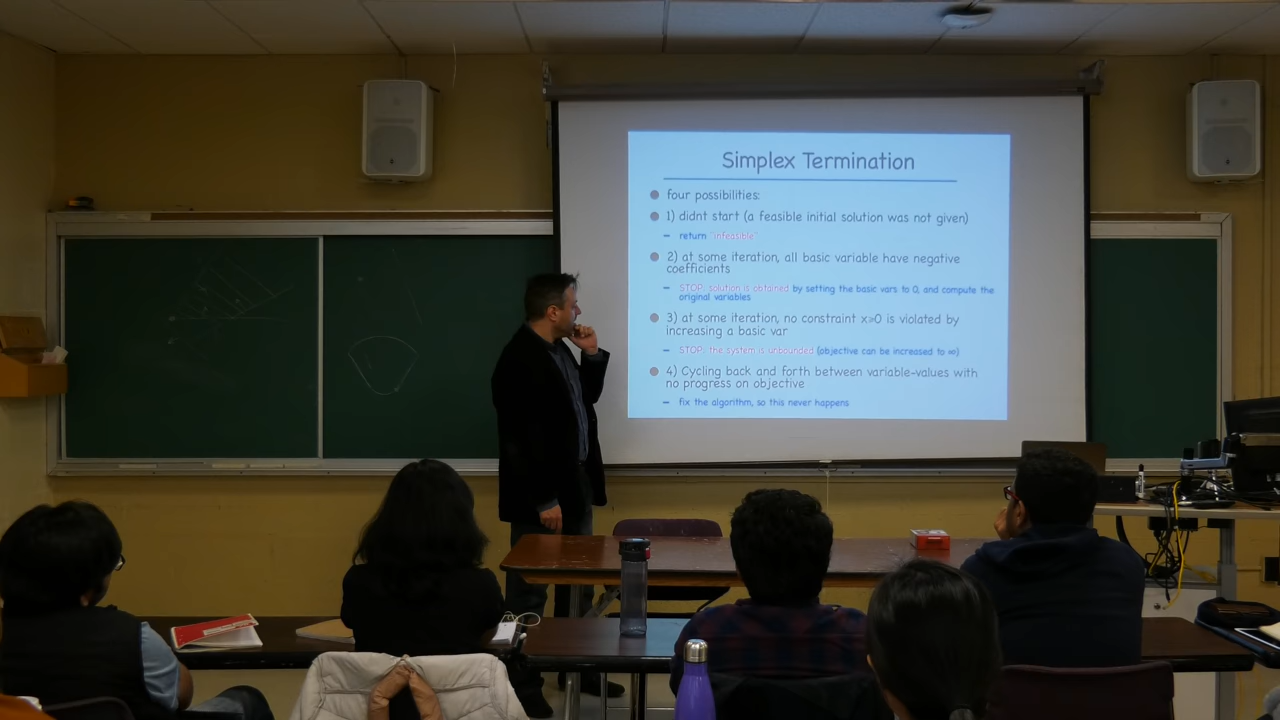 Simplex Termination
four possibilities:
1) didnt start (a feasible initial solution was not given)
– return "infeasible"
2) at some iteration, all basic variable have negative
coefficients
– STOP, solution is obtained by setting the basic vars to 0, and compute the
original variables
3) at some iteration, no constraint x≥0 is violated by
increasing a basic var
– STOP, the system is unbounded (objective can be increased to ∞)
4) Cycling back and forth between variable-values with
no progress on objective
– fix the algorithm, so this never happens